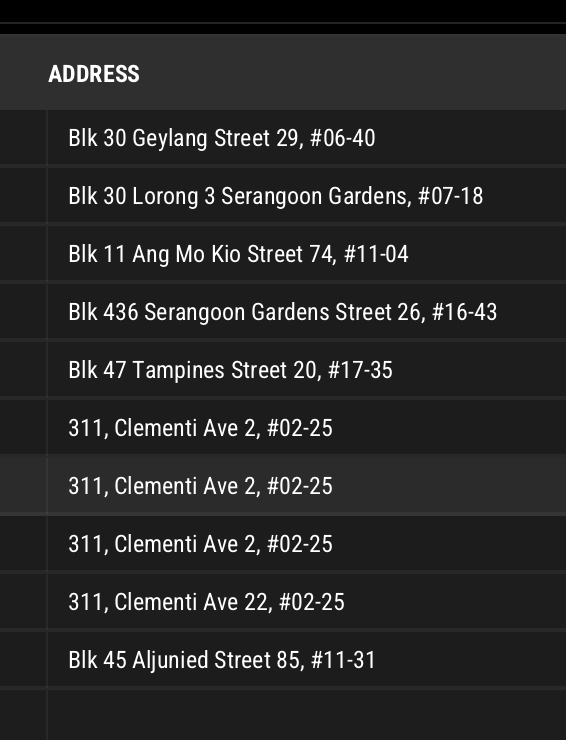 ADDRESS
Blk 30 Geylang Street 29, #06-40
Blk 30 Lorong 3 Serangoon Gardens, #07-18
Blk 11 Ang Mo Kio Street 74, #11-04
Blk 436 Serangoon Gardens Street 26, #16-43
Blk 47 Tampines Street 20, #17-35
311, Clementi Ave 2, #02-25
311, Clementi Ave 2, #02-25
311, Clementi Ave 2, #02-25
311, Clementi Ave 22, #02-25
Blk 45 Aljunied Street 85, #11-31